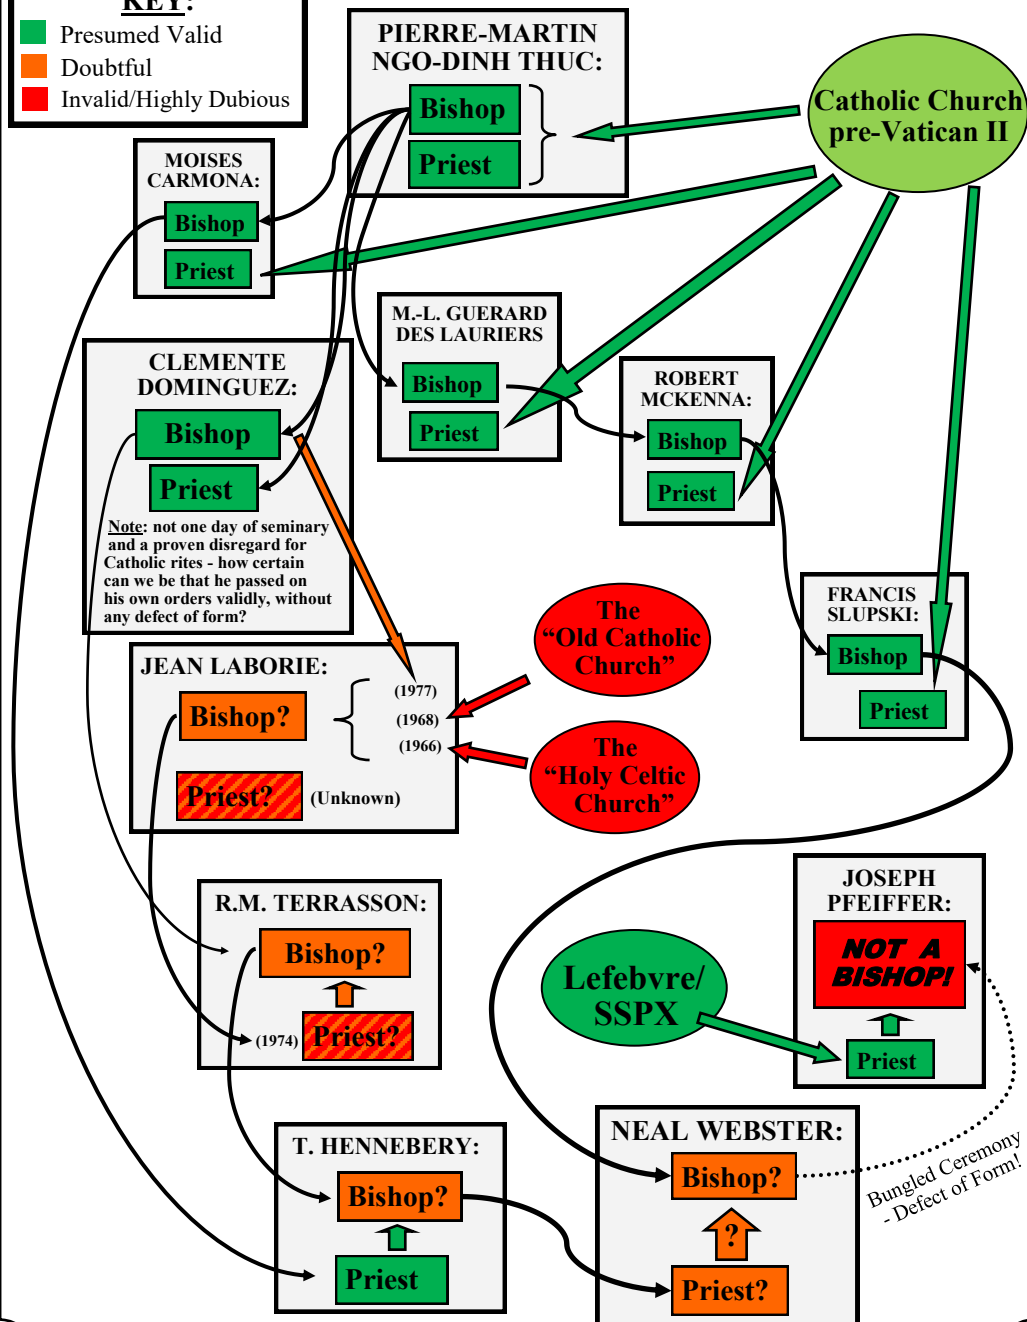 KEY:
Presumed Valid
Doubtful
Invalid/Highly Dubious
PIERRE-MARTIN
NGO-DINH THUC:
Bishop
Priest
Catholic Church
pre-Vatican II
MOISES
CARMONA:
Bishop
Priest
M.-L. GUERARD
DES LAURIERS
Bishop
Priest
CLEMENTE
DOMINGUEZ:
Bishop
Priest
Note: not one day of seminary
and a proven disregard for
Catholic rites - how certain
can we be that he passed on
his own orders validly, without
any defect of form?
ROBERT
MCKENNA:
Bishop
Priest
FRANCIS
SLUPSKI:
Bishop
Priest
The
“Old Catholic
Church”
JEAN LABORIE:
Bishop?
(1977)
(1968)
(1966)
Priest?
(Unknown)
The
“Holy Celtic
Church”
R.M. TERRASSON:
Bishop?
(1974)
Priest?
Lefebvre/
SSPX
JOSEPH
PFEIFFER:
NOT A
BISHOP!
Priest
T. HENNEBERY:
Bishop?
Priest
NEAL WEBSTER:
Bishop?
?
Priest?
Bungled Ceremony
- Defect of Form!